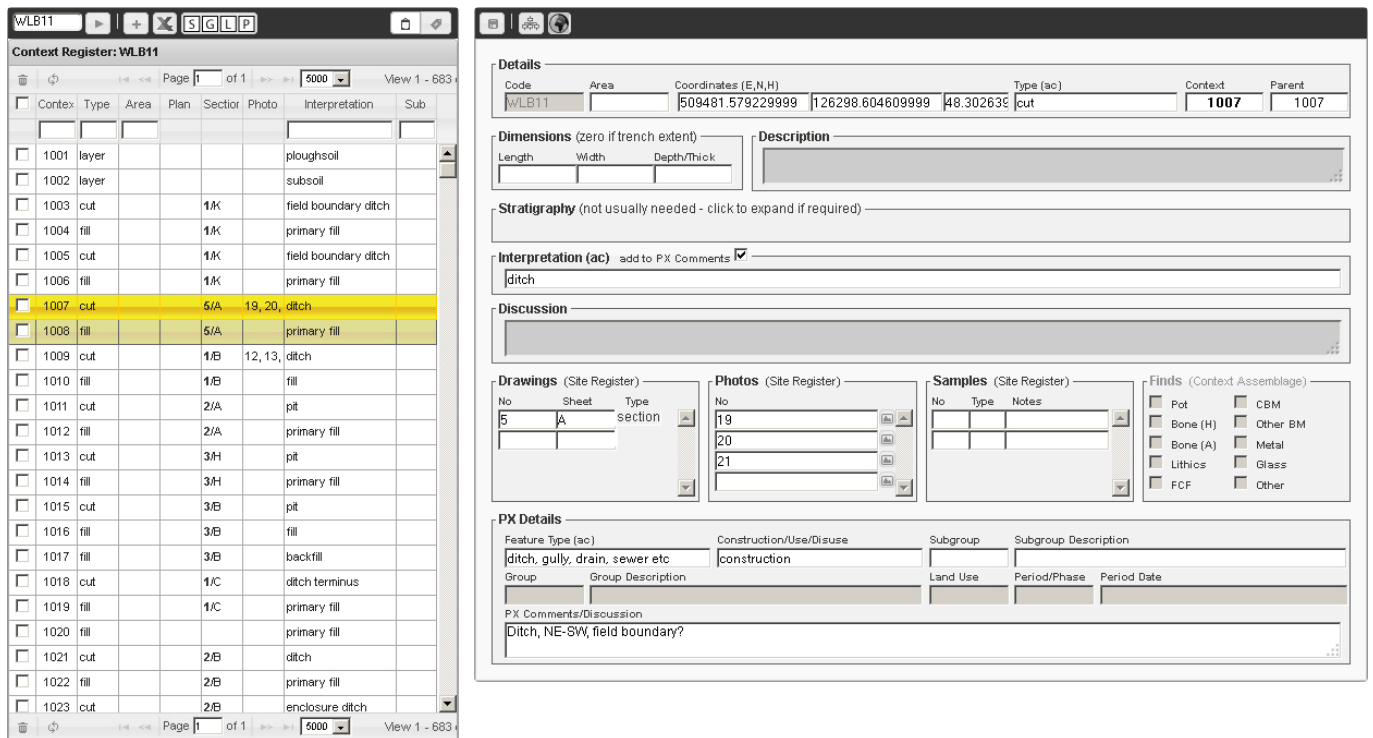 WLB11
S G L P
Context Register: WLB11
Page 1 of 1 5000 View 1 - 683
Contex Type Area Plan Section Photo Interpretation Sub
1001 layer ploughsoil
1002 layer subsoil
1003 cut 1/K field boundary ditch
1004 fill 1/K primary fill
1005 cut 1/K field boundary ditch
1006 fill 1/K primary fill
1007 cut 5/A 19, 20, ditch
1008 fill 5/A primary fill
1009 cut 1/B 12, 13, ditch
1010 fill 1/B fill
1011 cut 2/A pit
1012 fill 2/A primary fill
1013 cut 3/H pit
1014 fill 3/H primary fill
1015 cut 3/B pit
1016 fill 3/B fill
1017 fill 3/B backfill
1018 cut 1/C ditch terminus
1019 fill 1/C primary fill
1020 fill primary fill
1021 cut 2/B ditch
1022 fill 2/B primary fill
1023 cut 2/B enclosure ditch
Page 1 of 1 5000 View 1 - 683
Details
Code Area Coordinates (E,N,H) Type (ac) Context Parent
WLB11 509481.579229999 126298.604609999 48.302639 cut 1007 1007
Dimensions (zero if trench extent)
Length Width Depth/Thick
Description
Stratigraphy (not usually needed - click to expand if required)
Interpretation (ac) add to PX Comments
ditch
Discussion
Drawings (Site Register)
No Sheet Type
5 A section
Photos (Site Register)
No
19
20
21
Samples (Site Register)
No Type Notes
Finds (Context Assemblage)
Pot CBM
Bone (H) Other BM
Bone (A) Metal
Lithics Glass
FCF Other
PX Details
Feature Type (ac) Construction/Use/Disuse Subgroup Subgroup Description
ditch, gully, drain, sewer etc construction
Group Group Description Land Use Period/Phase Period Date
PX Comments/Discussion
Ditch, NE-SW, field boundary?